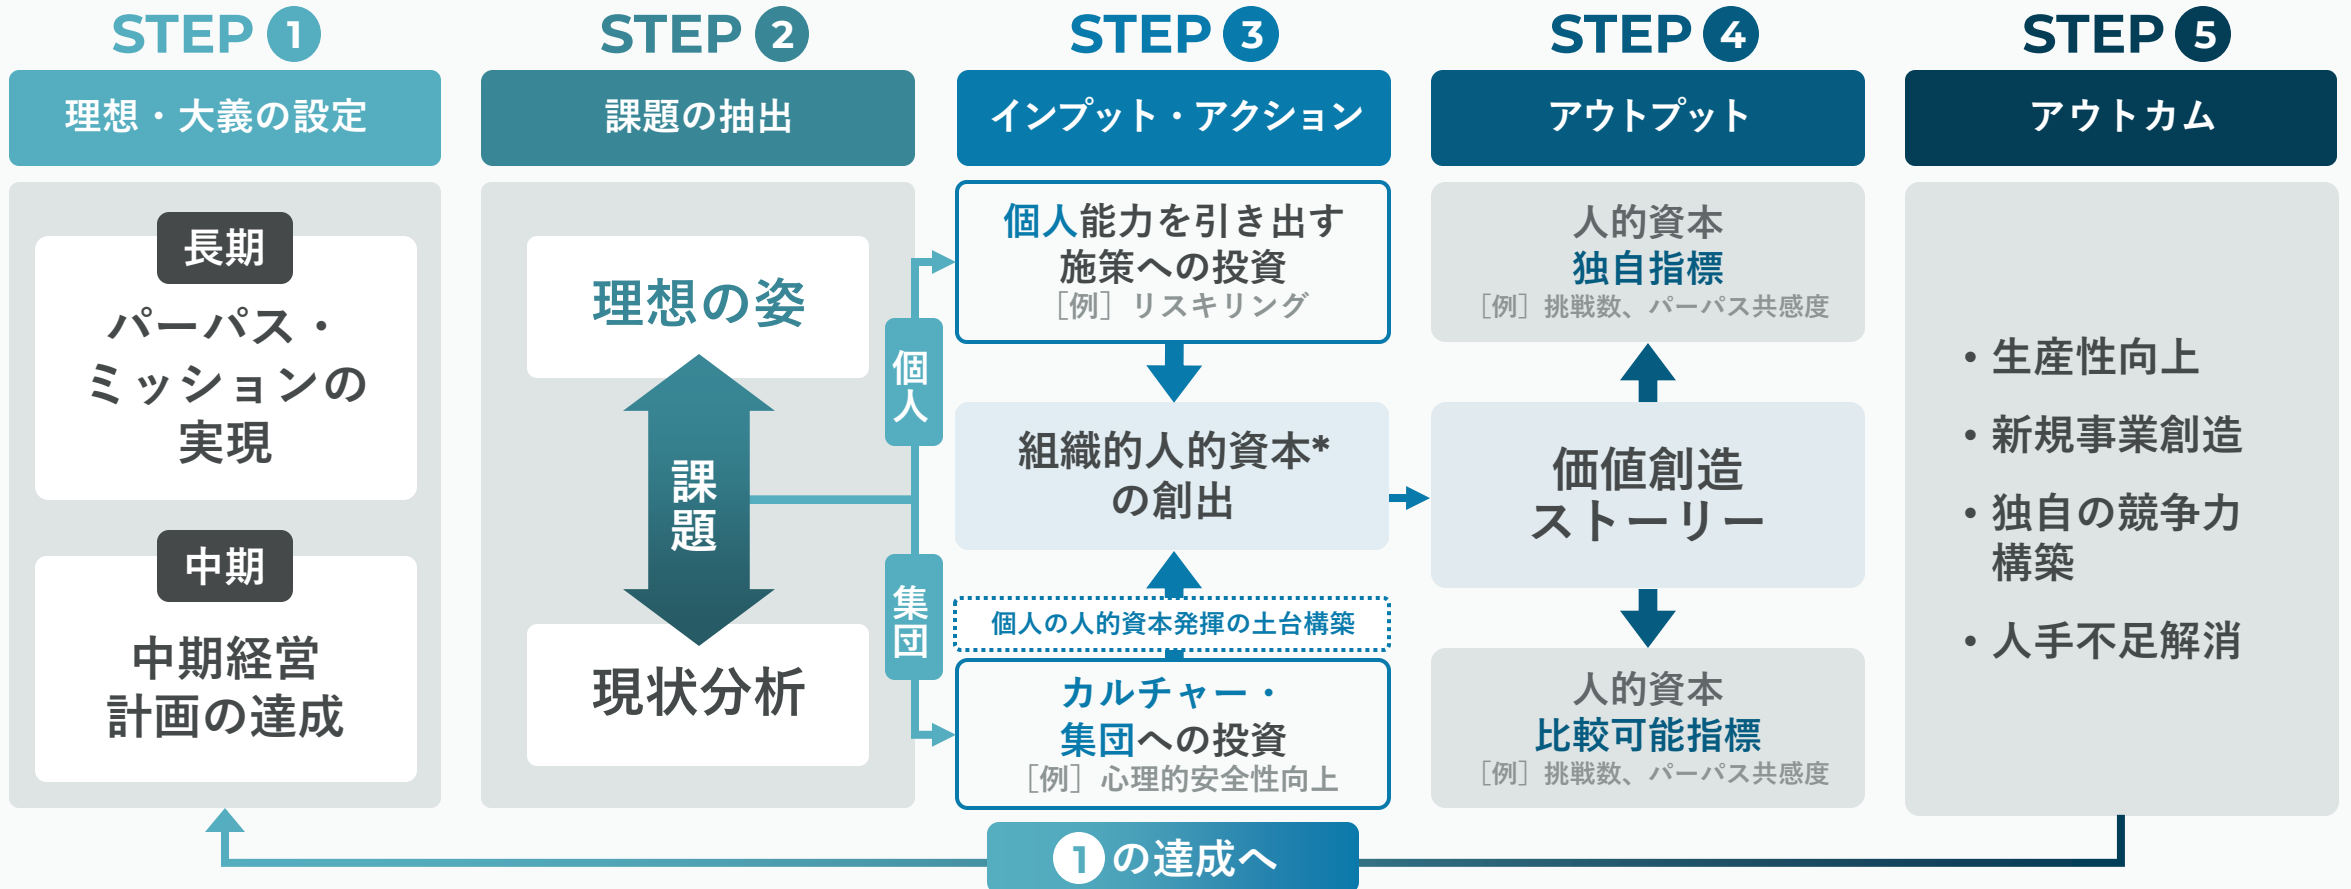 STEP 1
理想・大義の設定
長期
パーパス・
ミッションの
実現
中期
中期経営
計画の達成
STEP 2
課題の抽出
理想の姿
課題
現状分析
個人
集団
STEP 3
インプット・アクション
個人能力を引き出す
施策への投資
［例］リスキリング
組織的人的資本*
の創出
個人の人的資本発揮の土台構築
カルチャー・
集団への投資
［例］心理的安全性向上
STEP 4
アウトプット
人的資本
独自指標
［例］挑戦数、パーパス共感度
価値創造
ストーリー
人的資本
比較可能指標
［例］挑戦数、パーパス共感度
STEP 5
アウトカム
・生産性向上
・新規事業創造
・独自の競争力
構築
・人手不足解消
1の達成へ